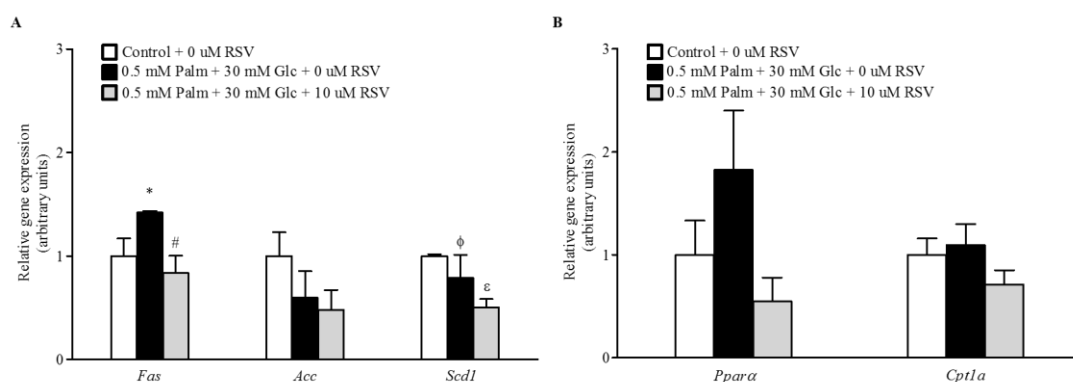 A
3
Control + 0 uM RSV
0.5 mM Palm + 30 mM Glc + 0 uM RSV
0.5 mM Palm + 30 mM Glc + 10 uM RSV
Relative gene expression
(arbitrary units)
2
*
#
ϕ
ε
1
0
Fas
Acc
Scd1
B
3
Control + 0 uM RSV
0.5 mM Palm + 30 mM Glc + 0 uM RSV
0.5 mM Palm + 30 mM Glc + 10 uM RSV
Relative gene expression
(arbitrary units)
2
1
0
Pparα
Cpt1a